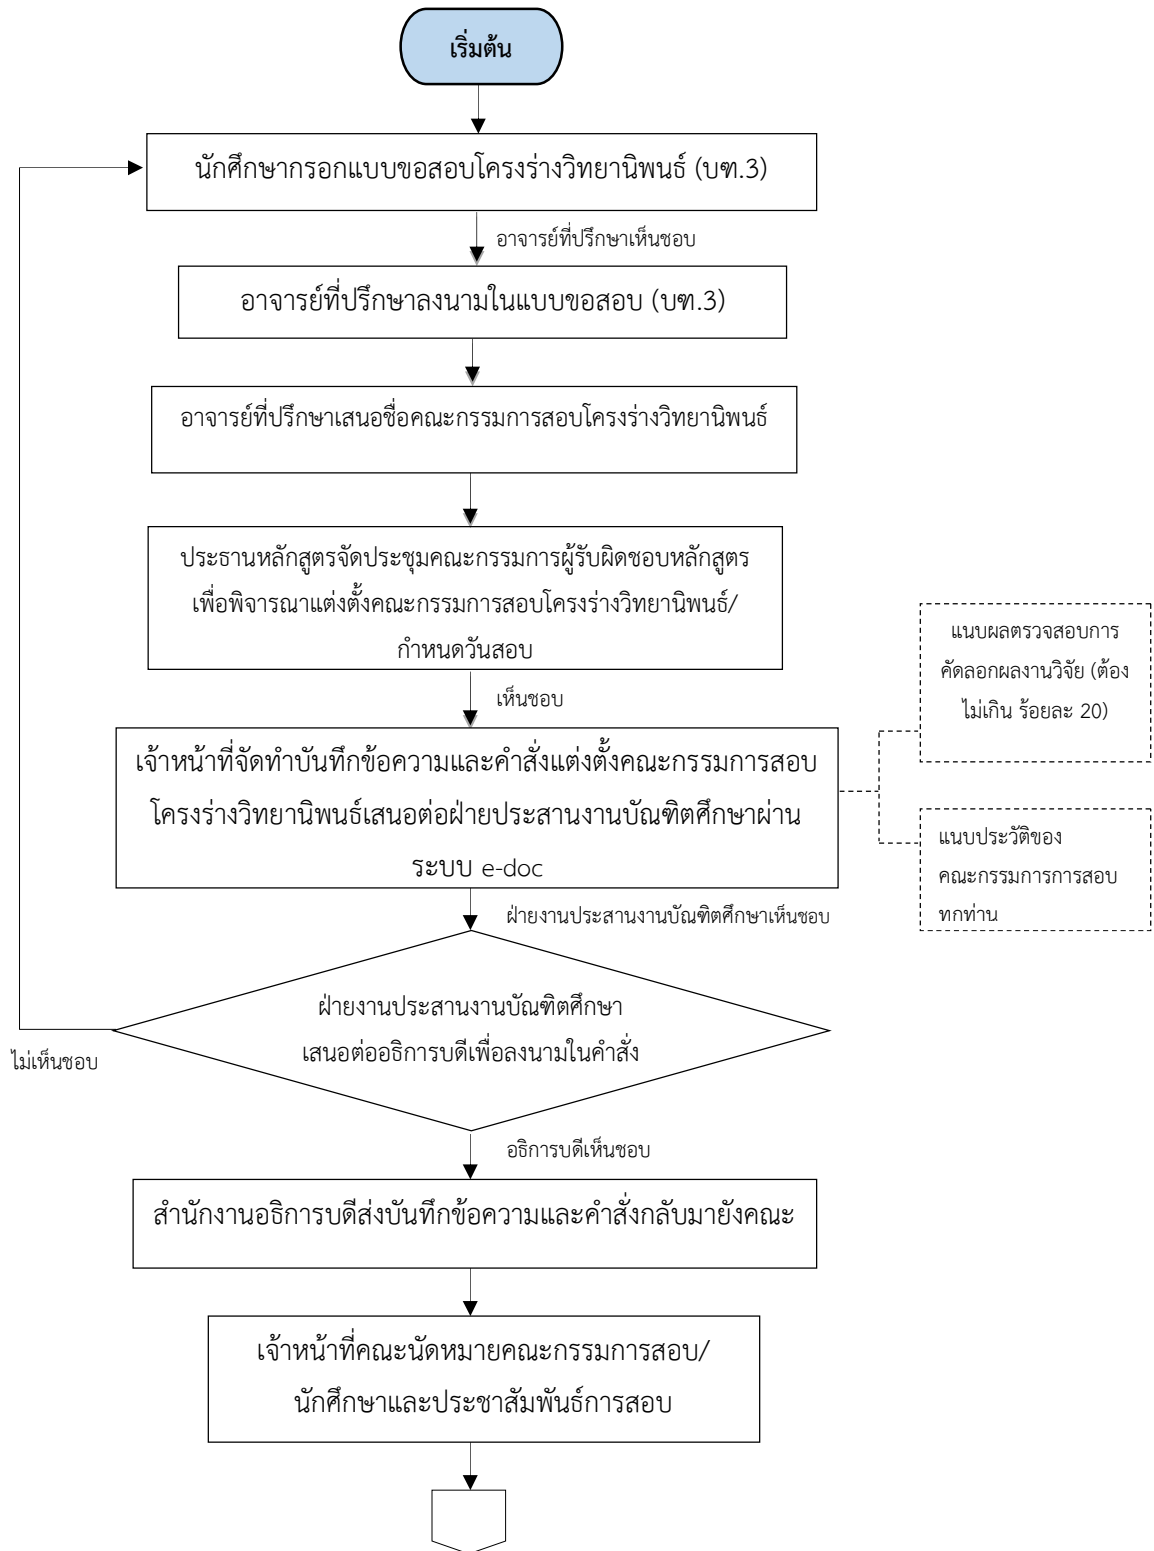 เริ่มต้น
นักศึกษากรอกแบบขอสอบโครงร่างวิทยานิพนธ์ (บฑ.3)
อาจารย์ที่ปรึกษาเห็นชอบ
อาจารย์ที่ปรึกษาลงนามในแบบขอสอบ (บฑ.3)
อาจารย์ที่ปรึกษาเสนอชื่อคณะกรรมการสอบโครงร่างวิทยานิพนธ์
ประธานหลักสูตรจัดประชุมคณะกรรมการผู้รับผิดชอบหลักสูตร
เพื่อพิจารณาแต่งตั้งคณะกรรมการสอบโครงร่างวิทยานิพนธ์/
กำหนดวันสอบ
เห็นชอบ
เจ้าหน้าที่จัดทำบันทึกข้อความและคำสั่งแต่งตั้งคณะกรรมการสอบ
โครงร่างวิทยานิพนธ์เสนอต่อฝ่ายประสานงานบัณฑิตศึกษาผ่าน
ระบบ e-doc
แนบผลตรวจสอบการ
คัดลอกผลงานวิจัย (ต้อง
ไม่เกิน ร้อยละ 20)
แนบประวัติของ
คณะกรรมการการสอบ
ทกท่าน
ฝ่ายงานประสานงานบัณฑิตศึกษาเห็นชอบ
ฝ่ายงานประสานงานบัณฑิตศึกษา
เสนอต่ออธิการบดีเพื่อลงนามในคำสั่ง
ไม่เห็นชอบ
อธิการบดีเห็นชอบ
สำนักงานอธิการบดีส่งบันทึกข้อความและคำสั่งกลับมายังคณะ
เจ้าหน้าที่คณะนัดหมายคณะกรรมการสอบ/
นักศึกษาและประชาสัมพันธ์การสอบ